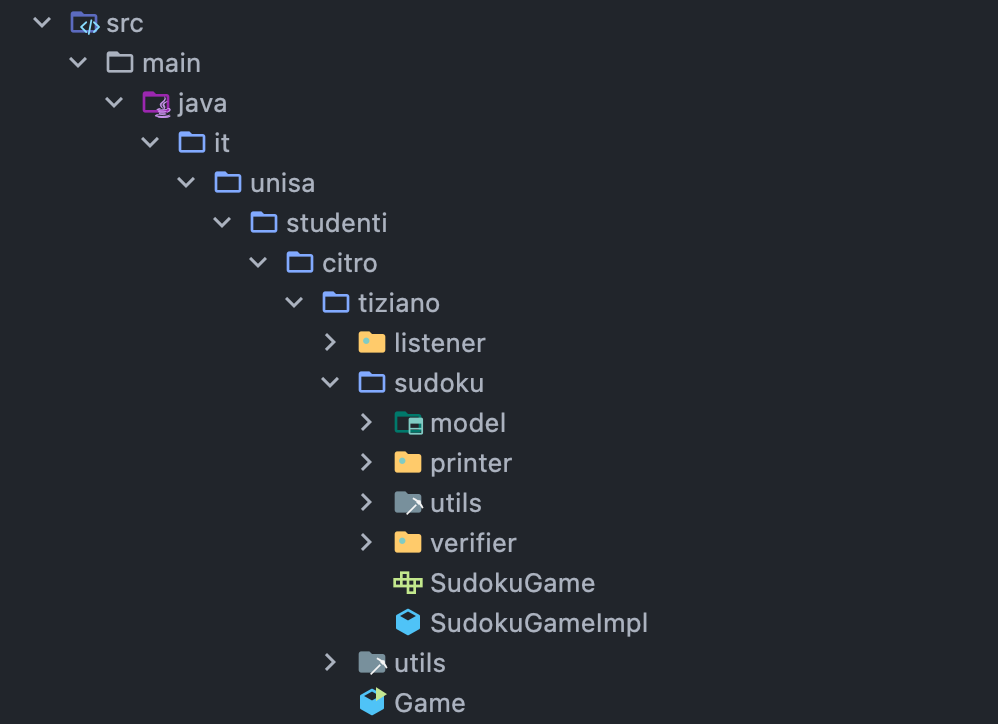 src
main
java
it
unisa
studenti
citro
tiziano
listener
sudoku
model
printer
utils
verifier
SudokuGame
SudokuGameImpl
utils
Game